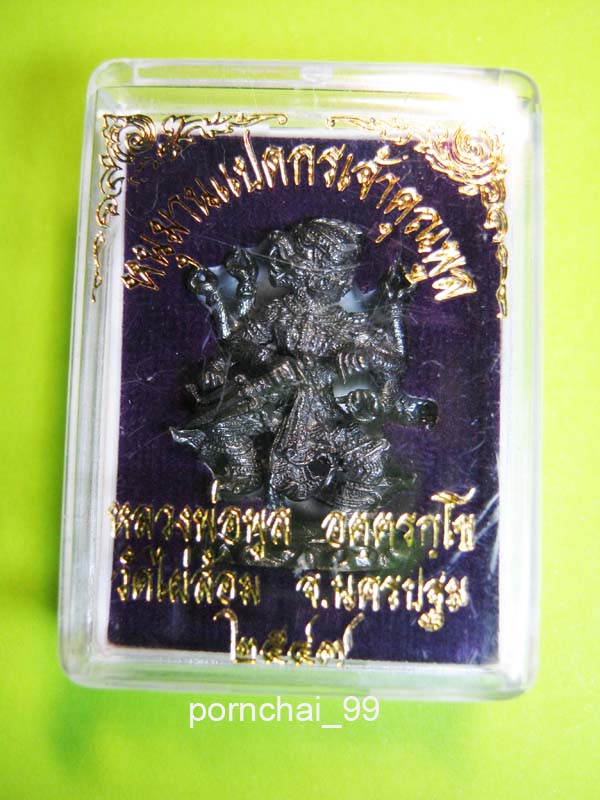 หนุมานแปดกรเจ้าคุณพูล
หลวงพ่อพูล อตฺตรกฺโข
วัดไผ่ล้อม จ.นครปฐม
๒๕๔๗
pornchai_99